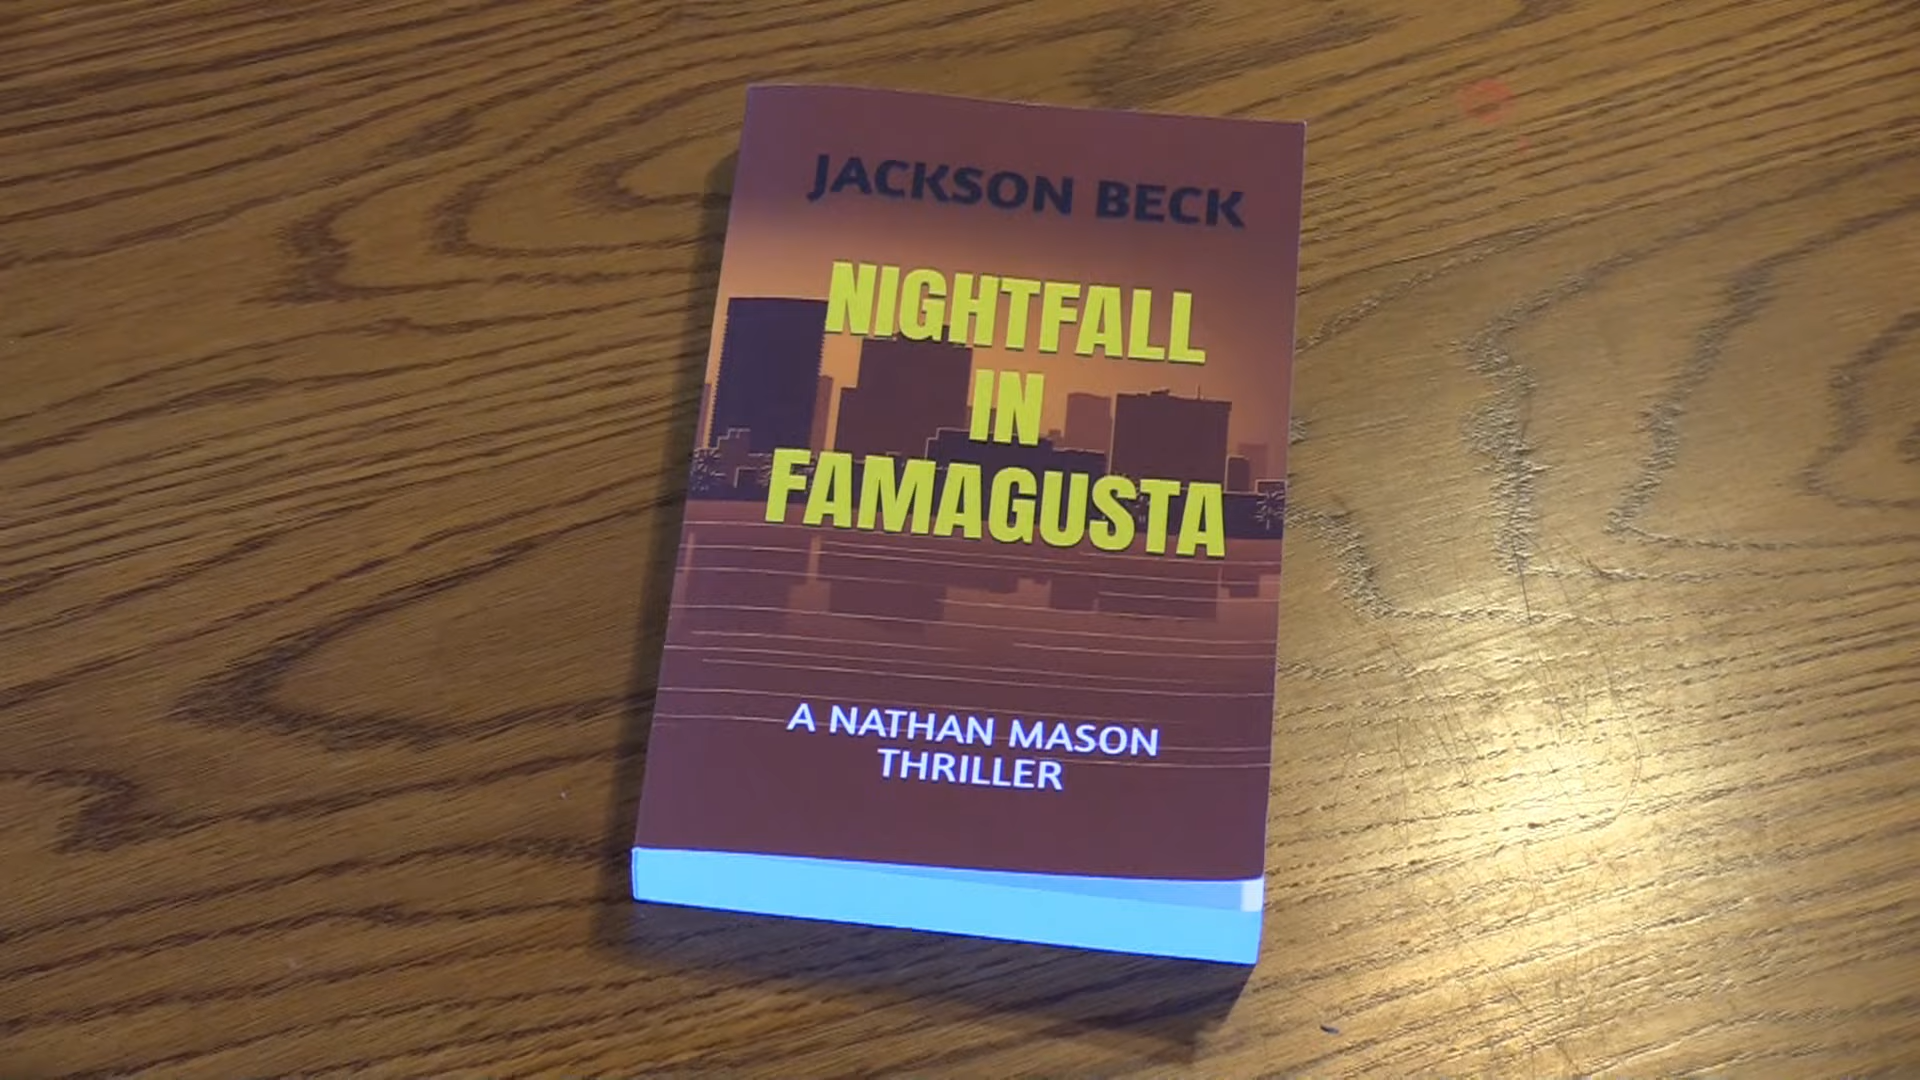 JACKSON BECK
NIGHTFALL
IN
FAMAGUSTA
A NATHAN MASON
THRILLER